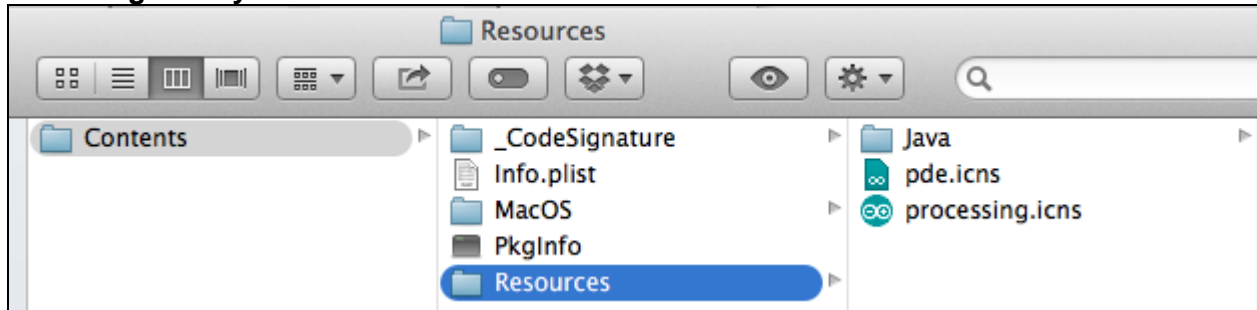 Resources
Contents
_CodeSignature
Info.plist
MacOS
PkgInfo
Resources
Java
pde.icns
processing.icns